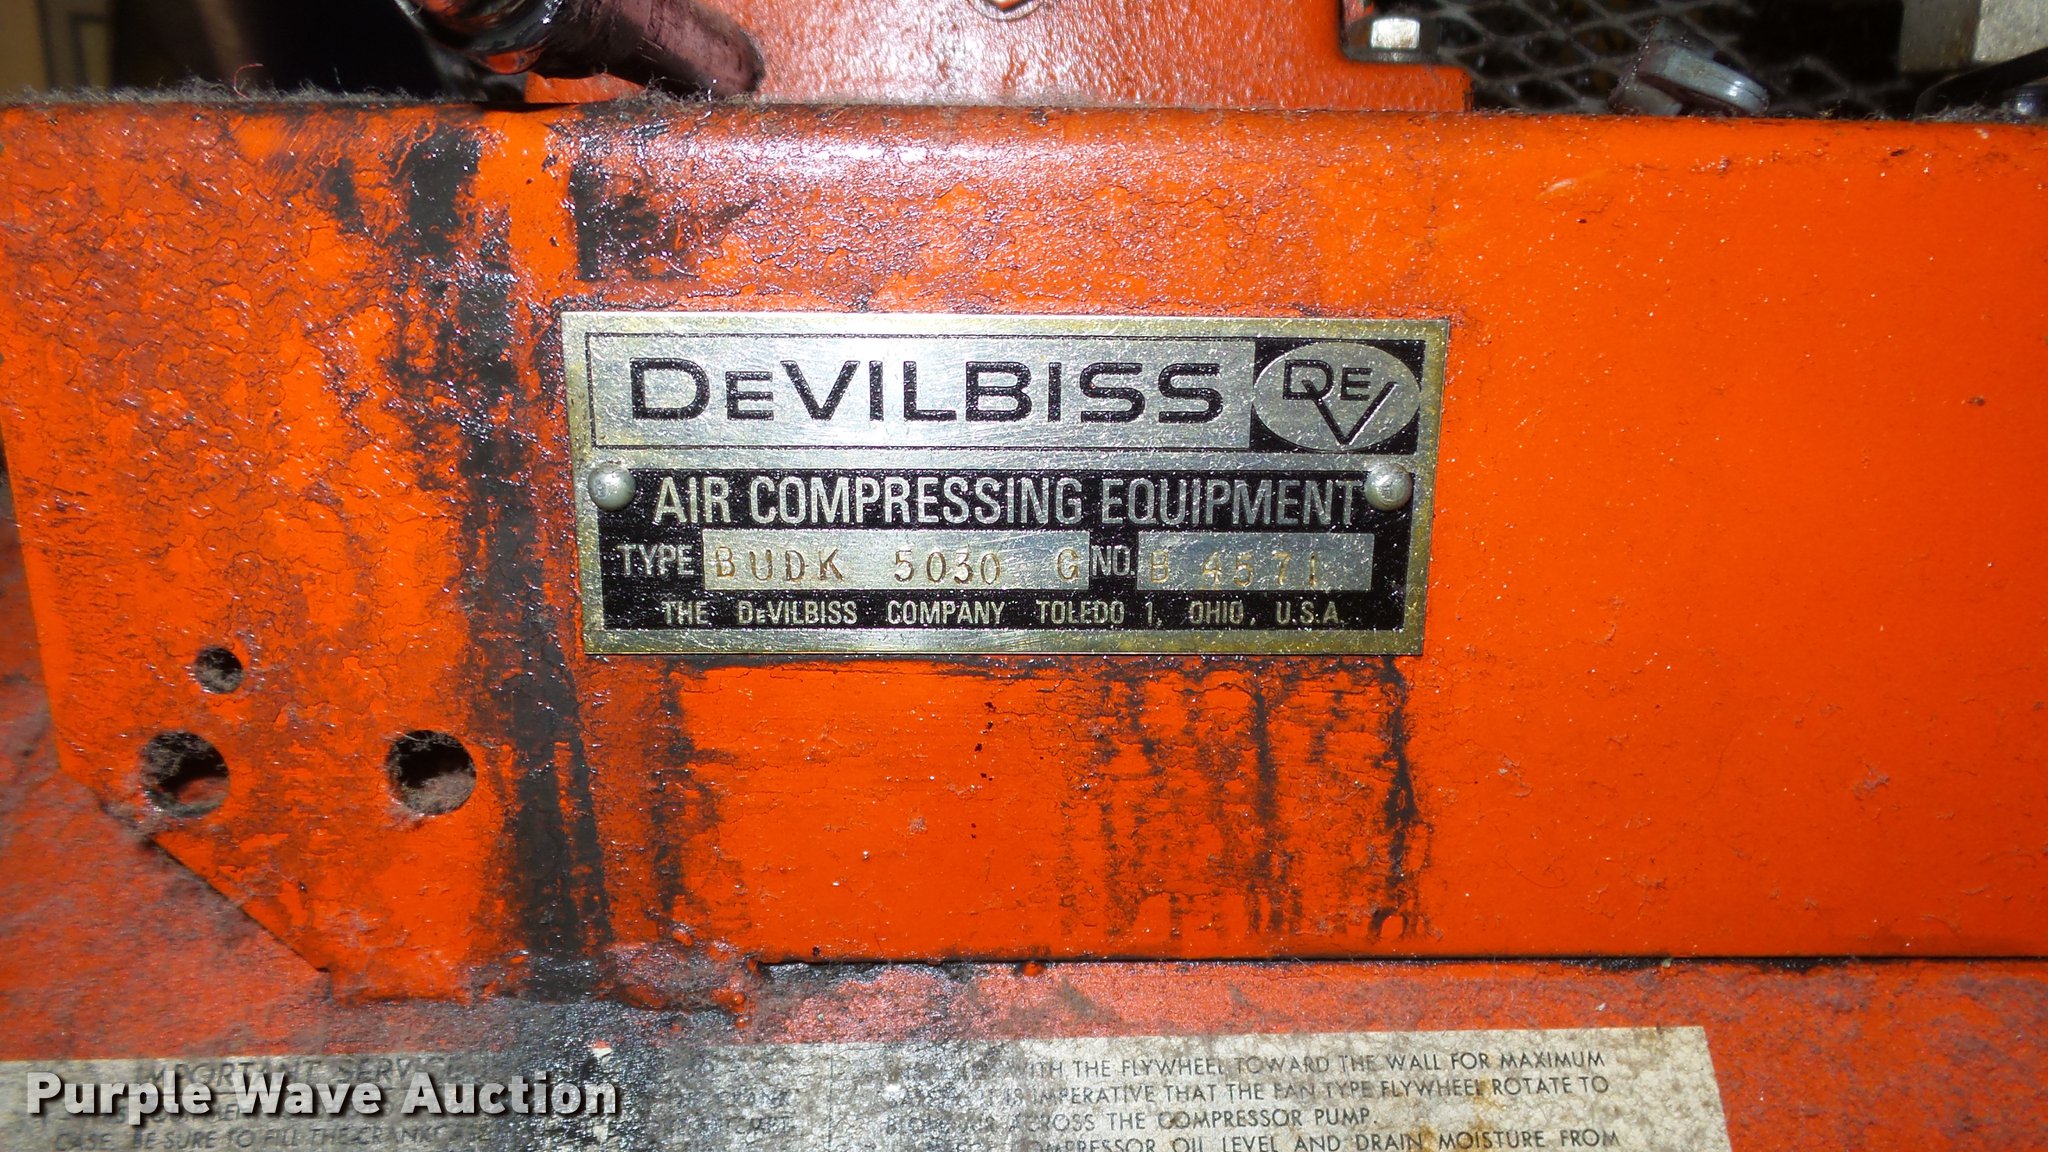 DEVILBISS DEV
AIR COMPRESSING EQUIPMENT
TYPE BUDK 5030 G NO. B 4571
THE DEVILBISS COMPANY TOLEDO 1, OHIO, U.S.A.
IMPORTANT SERVICE
WITH THE FLYWHEEL TOWARD THE WALL FOR MAXIMUM
IS IMPERATIVE THAT THE FAN TYPE FLYWHEEL ROTATE TO
ACROSS THE COMPRESSOR PUMP.
CASE. BE SURE TO FILL THE
COMPRESSOR OIL LEVEL AND DRAIN MOISTURE FROM
Purple Wave Auction